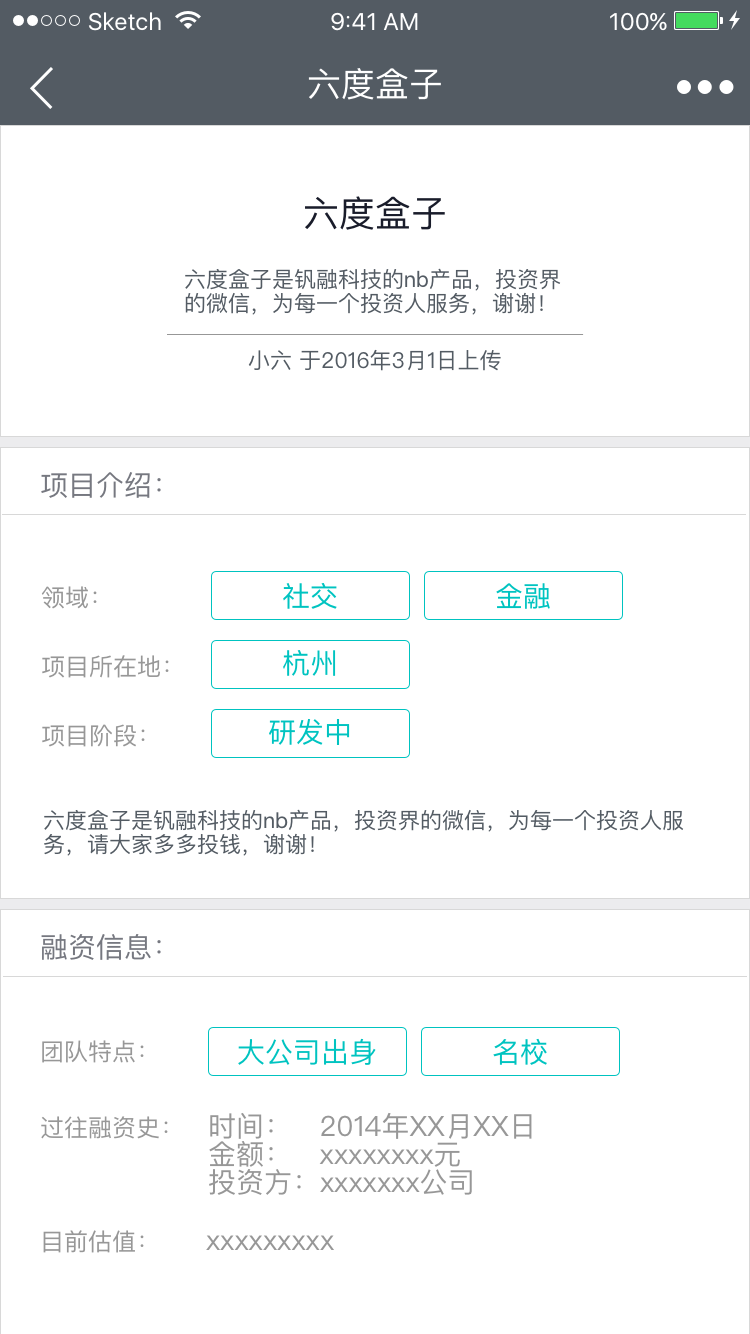 Sketch 9:41 AM 100%
六度盒子
六度盒子
六度盒子是钒融科技的nb产品，投资界
的微信，为每一个投资人服务，谢谢！
小六 于2016年3月1日上传
项目介绍：
领域： 社交 金融
项目所在地： 杭州
项目阶段： 研发中
六度盒子是钒融科技的nb产品，投资界的微信，为每一个投资人服
务，请大家多多投钱，谢谢！
融资信息：
团队特点： 大公司出身 名校
过往融资史： 时间： 2014年XX月XX日
金额： xxxxxxxx元
投资方： xxxxxxx公司
目前估值： xxxxxxxxx